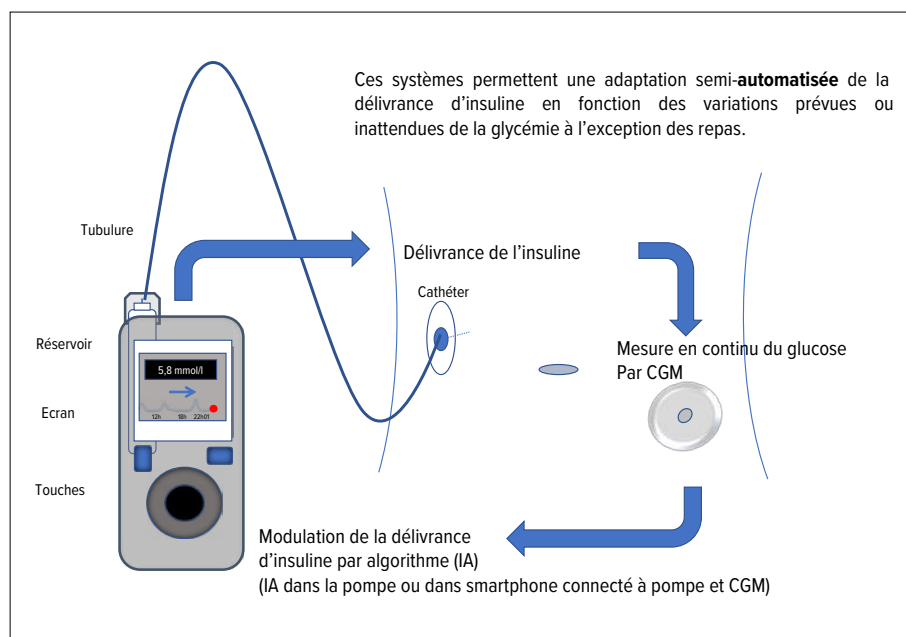 Ces systèmes permettent une adaptation semi-automatisée de la
délivrance d’insuline en fonction des variations prévues ou
inattendues de la glycémie à l’exception des repas.
Tubulure
Délivrance de l’insuline
Cathéter
Réservoir
Mesure en continu du glucose
Par CGM
5,8 mmol/l
Ecran
12h 18h 22h01
Touches
Modulation de la délivrance
d’insuline par algorithme (IA)
(IA dans la pompe ou dans smartphone connecté à pompe et CGM)